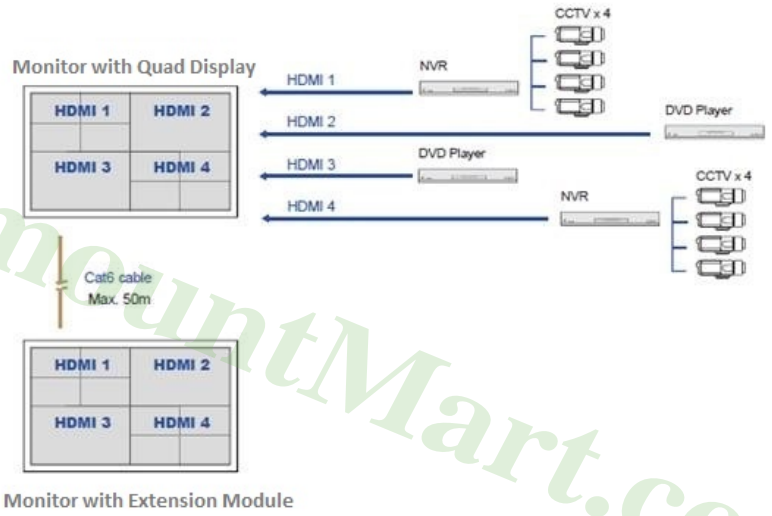 CCTV x 4
Monitor with Quad Display
NVR
HDMI 1
HDMI 1
HDMI 2
HDMI 2
DVD Player
HDMI 3
HDMI 4
HDMI 3
DVD Player
CCTV x 4
HDMI 4
NVR
Cat6 cable
Max. 50m
HDMI 1
HDMI 2
HDMI 3
HDMI 4
Monitor with Extension Module
mountMart.co